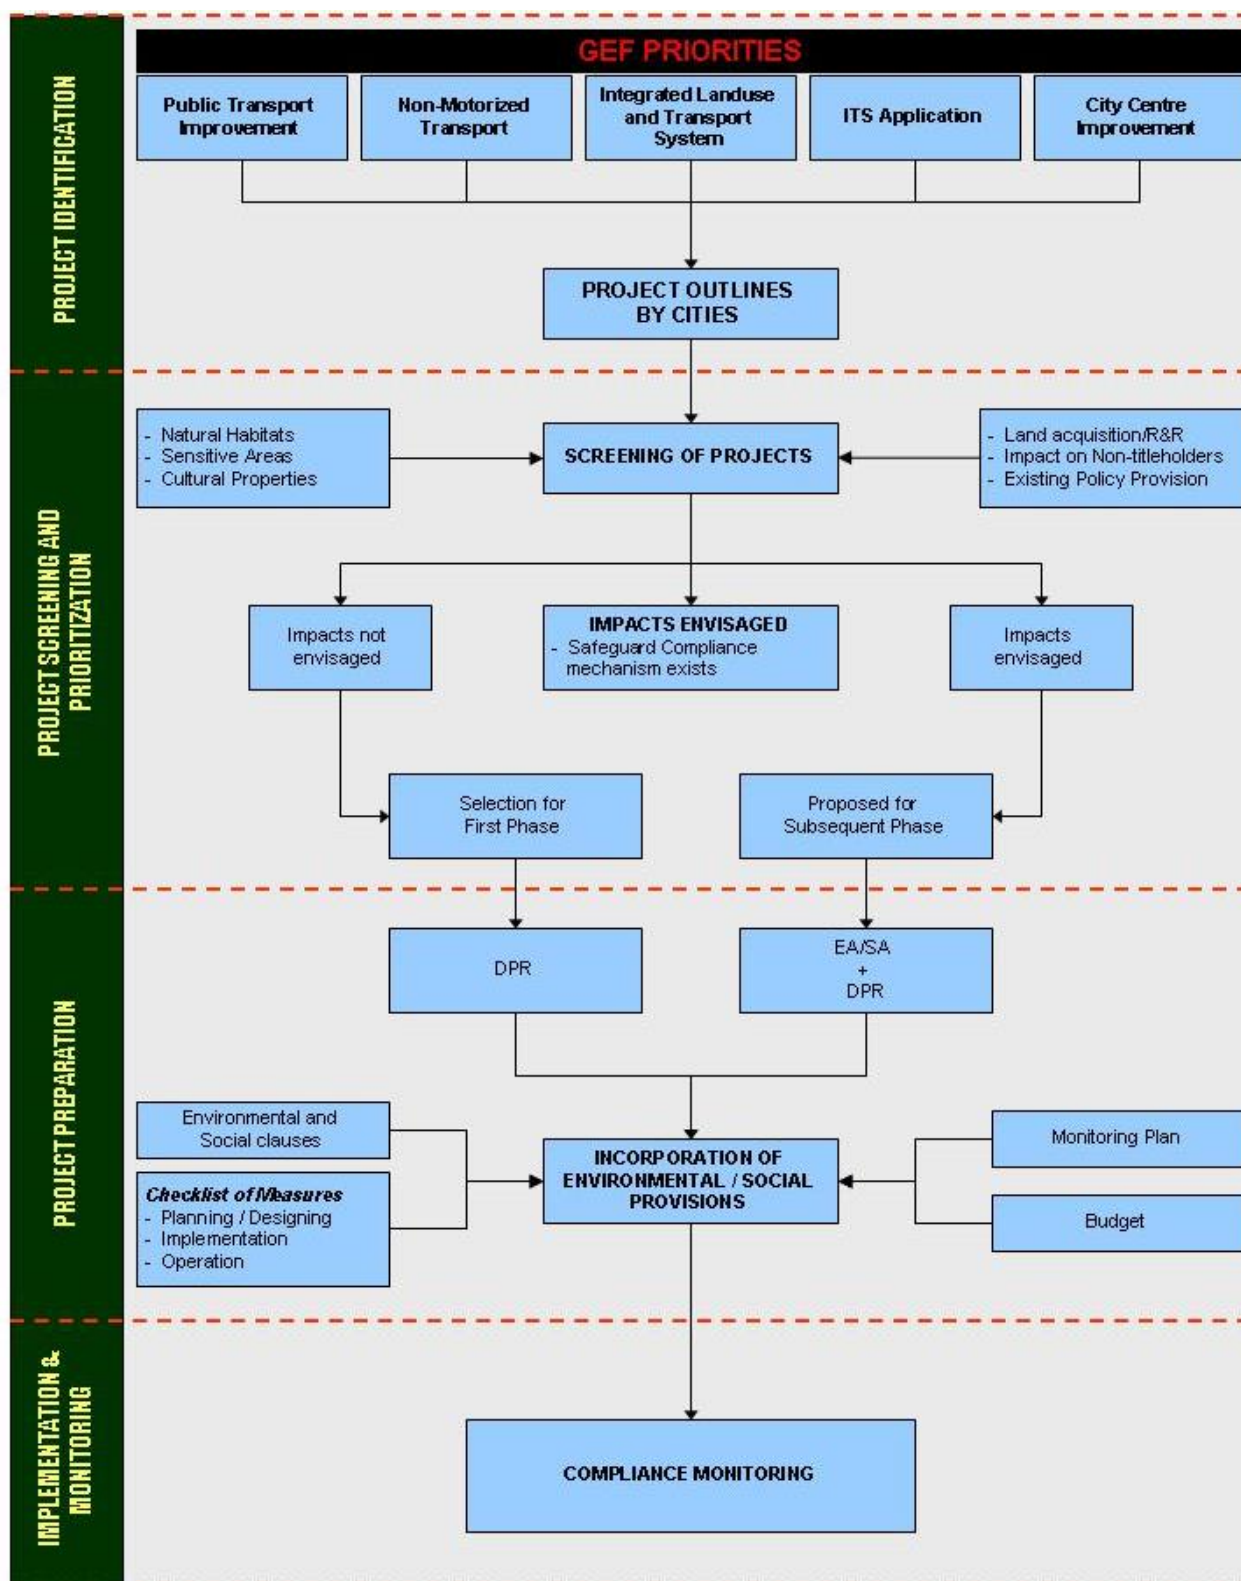 GEF PRIORITIES
Public Transport
Improvement
Non-Motorized
Transport
Integrated Landuse
and Transport
System
ITS Application
City Centre
Improvement
PROJECT IDENTIFICATION
PROJECT OUTLINES
BY CITIES
PROJECT SCREENING AND
PRIORITIZATION
- Natural Habitats
- Sensitive Areas
- Cultural Properties
SCREENING OF PROJECTS
- Land acquisition/R&R
- Impact on Non-titleholders
- Existing Policy Provision
Impacts not
envisaged
IMPACTS ENVISAGED
- Safeguard Compliance
mechanism exists
Impacts
envisaged
Selection for
First Phase
Proposed for
Subsequent Phase
PROJECT PREPARATION
DPR
EA/SA
+
DPR
Environmental and
Social clauses
Checklist of Measures
- Planning / Designing
- Implementation
- Operation
INCORPORATION OF
ENVIRONMENTAL / SOCIAL
PROVISIONS
Monitoring Plan
Budget
IMPLEMENTATION &
MONITORING
COMPLIANCE MONITORING